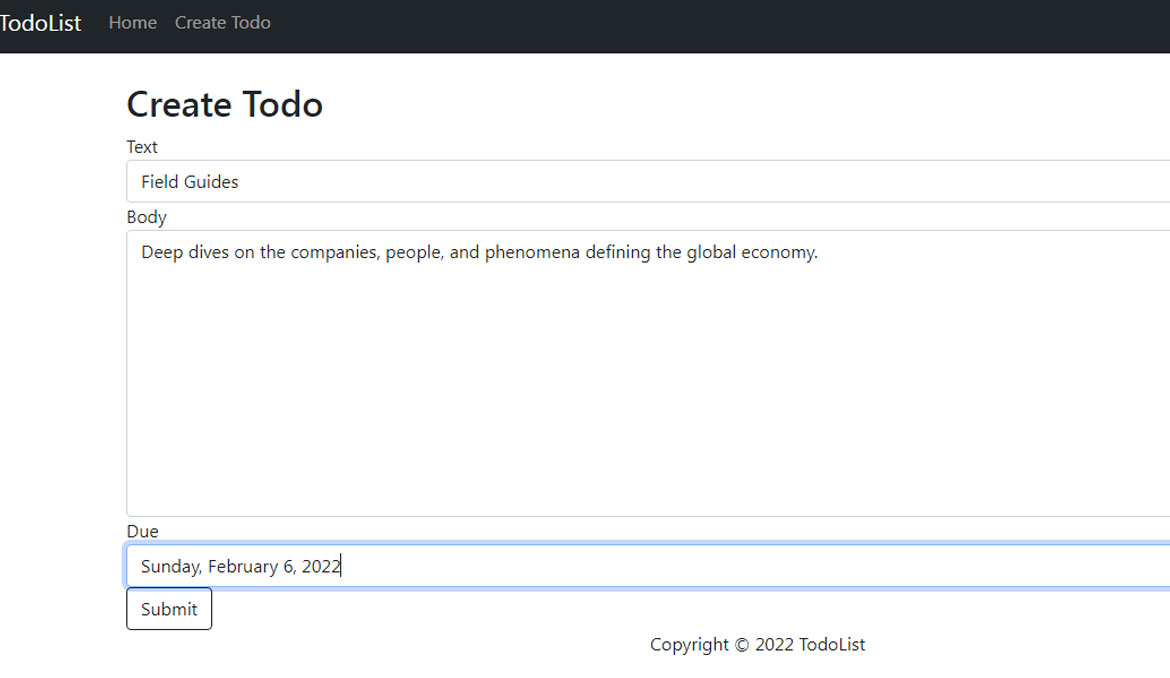 TodoList Home Create Todo
Create Todo
Text
Field Guides
Body
Deep dives on the companies, people, and phenomena defining the global economy.
Due
Sunday, February 6, 2022
Submit
Copyright © 2022 TodoList